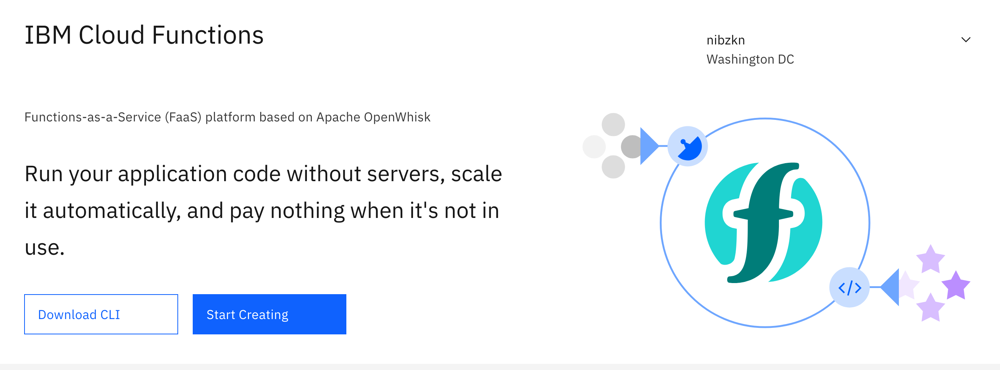 IBM Cloud Functions
nibzkn
Washington DC
Functions-as-a-Service (FaaS) platform based on Apache OpenWhisk
Run your application code without servers, scale
it automatically, and pay nothing when it's not in
use.
Download CLI
Start Creating
f
</>